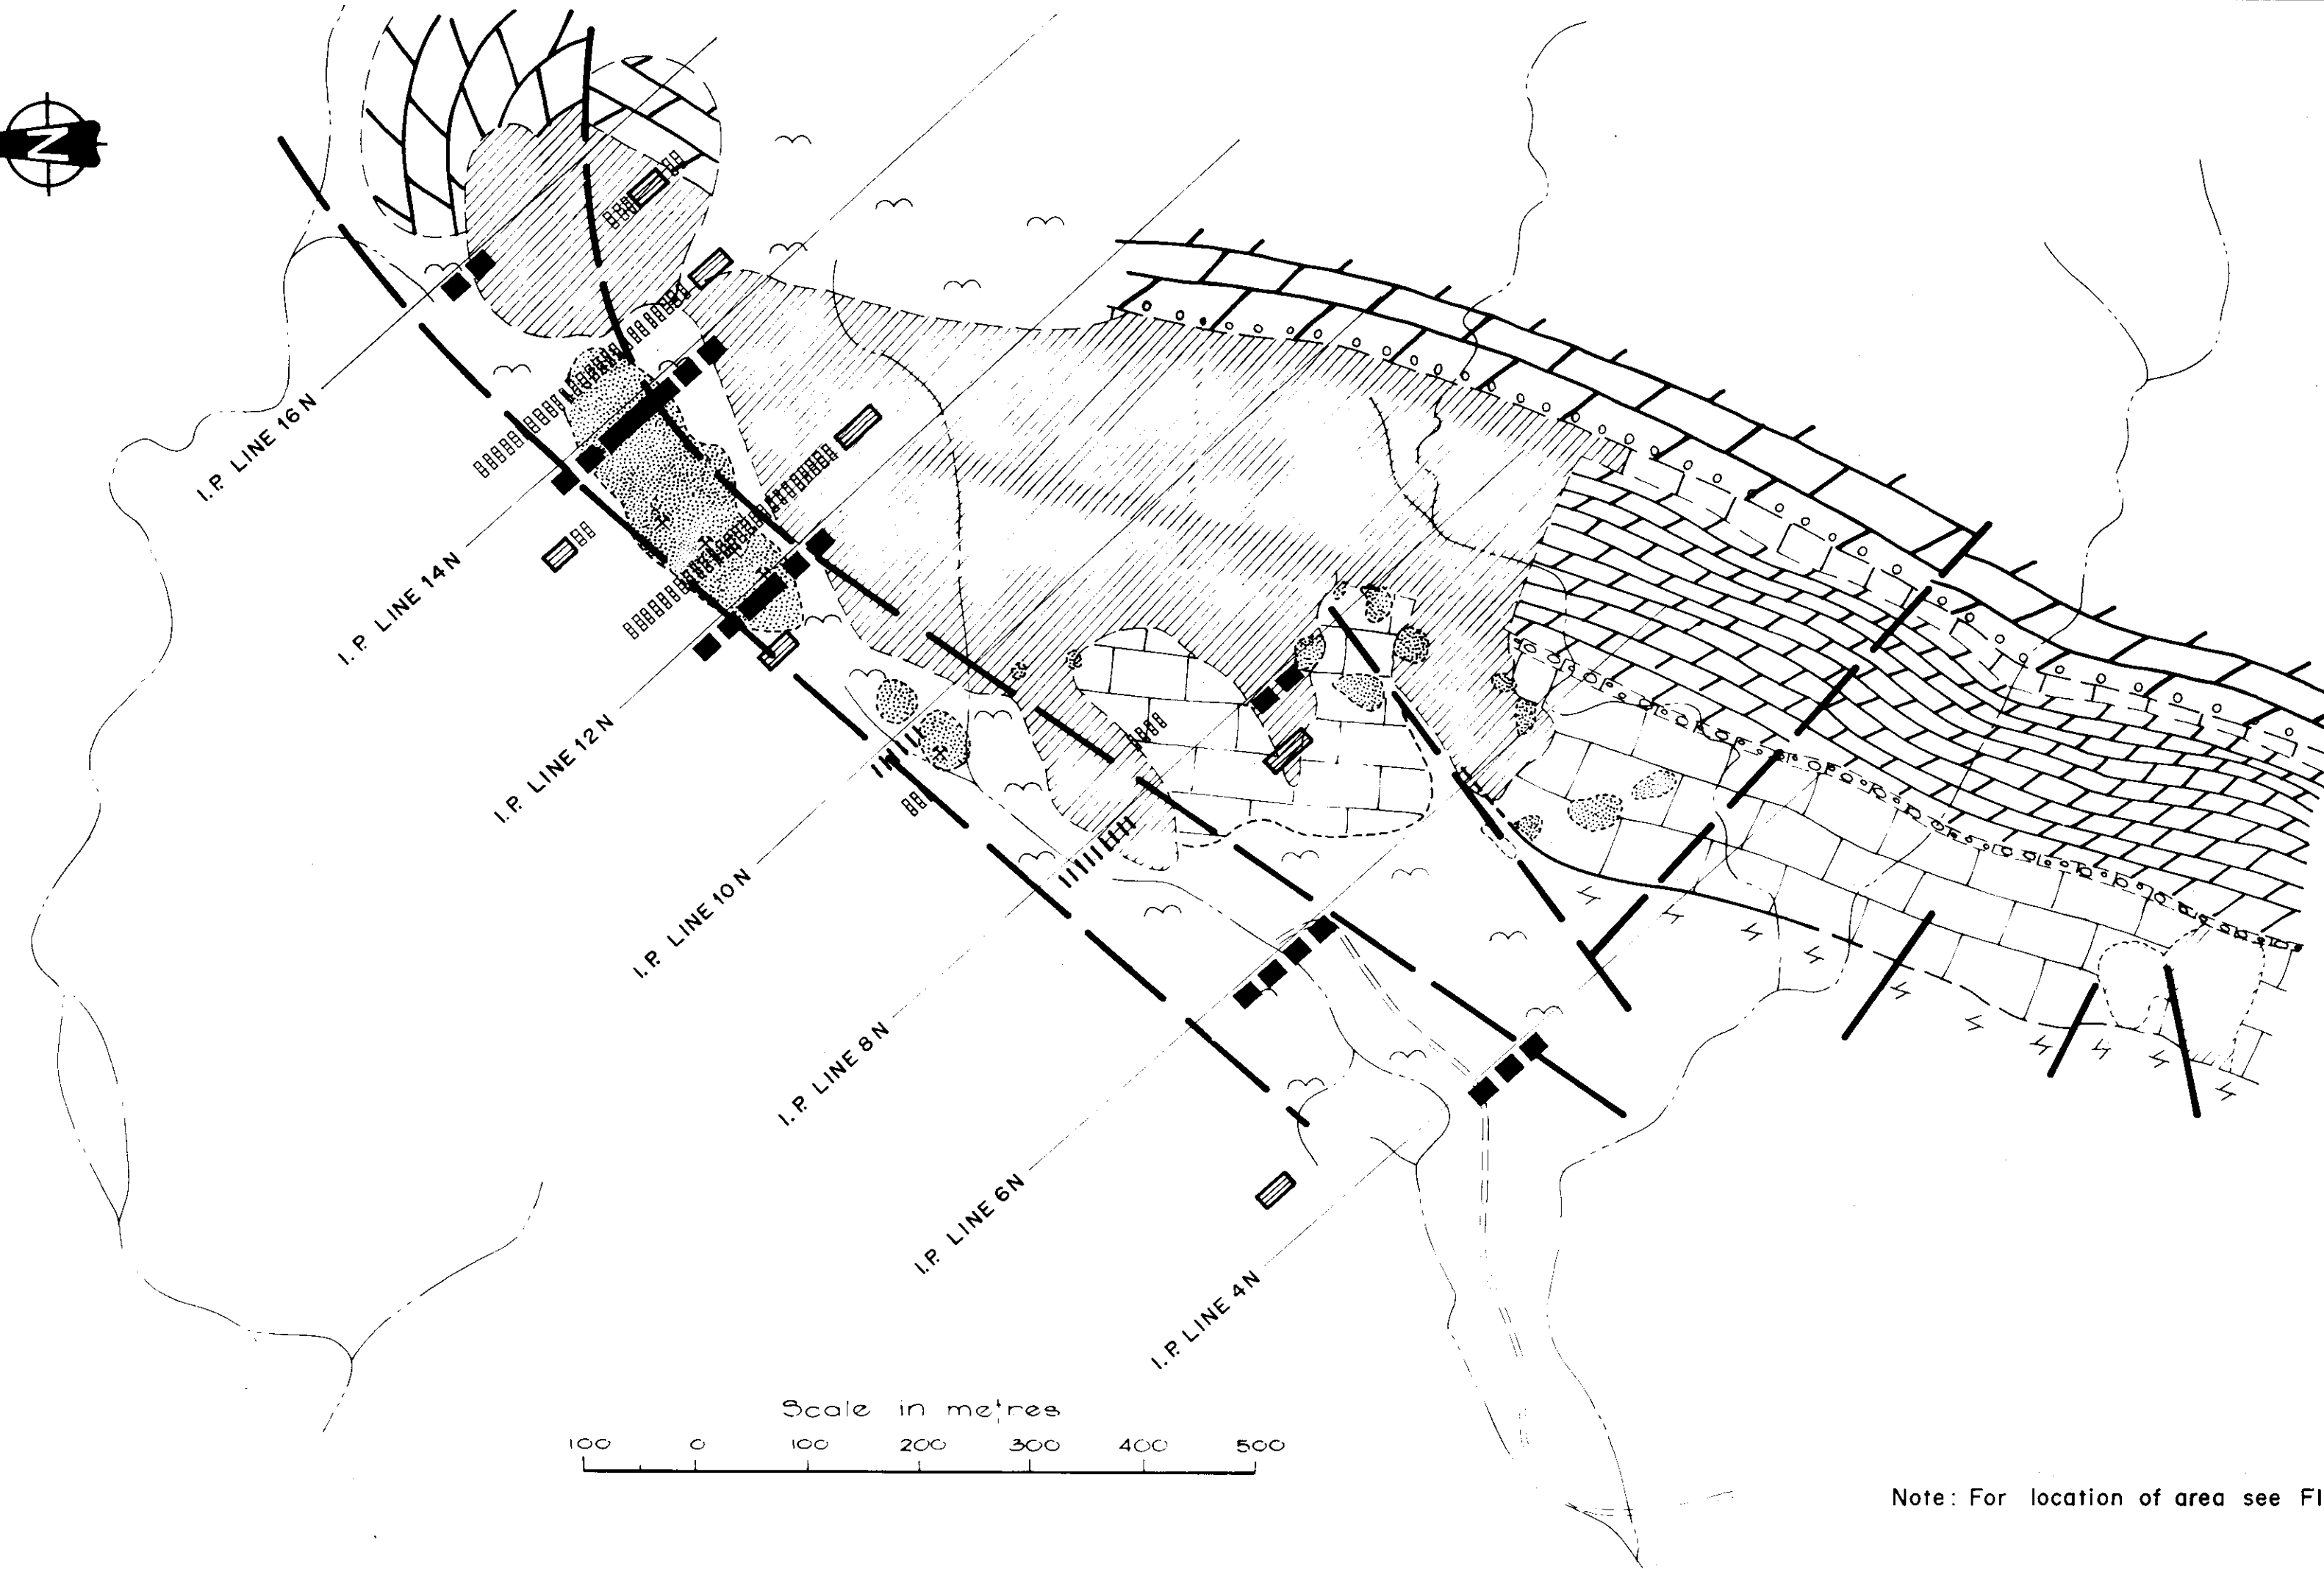 N
I.P. LINE 16 N
I.P. LINE 14 N
I.P. LINE 12 N
I.P. LINE 10 N
I.P. LINE 8 N
I.P. LINE 6 N
I.P. LINE 4 N
Scale in metres
100 0 100 200 300 400 500
Note: For location of area see